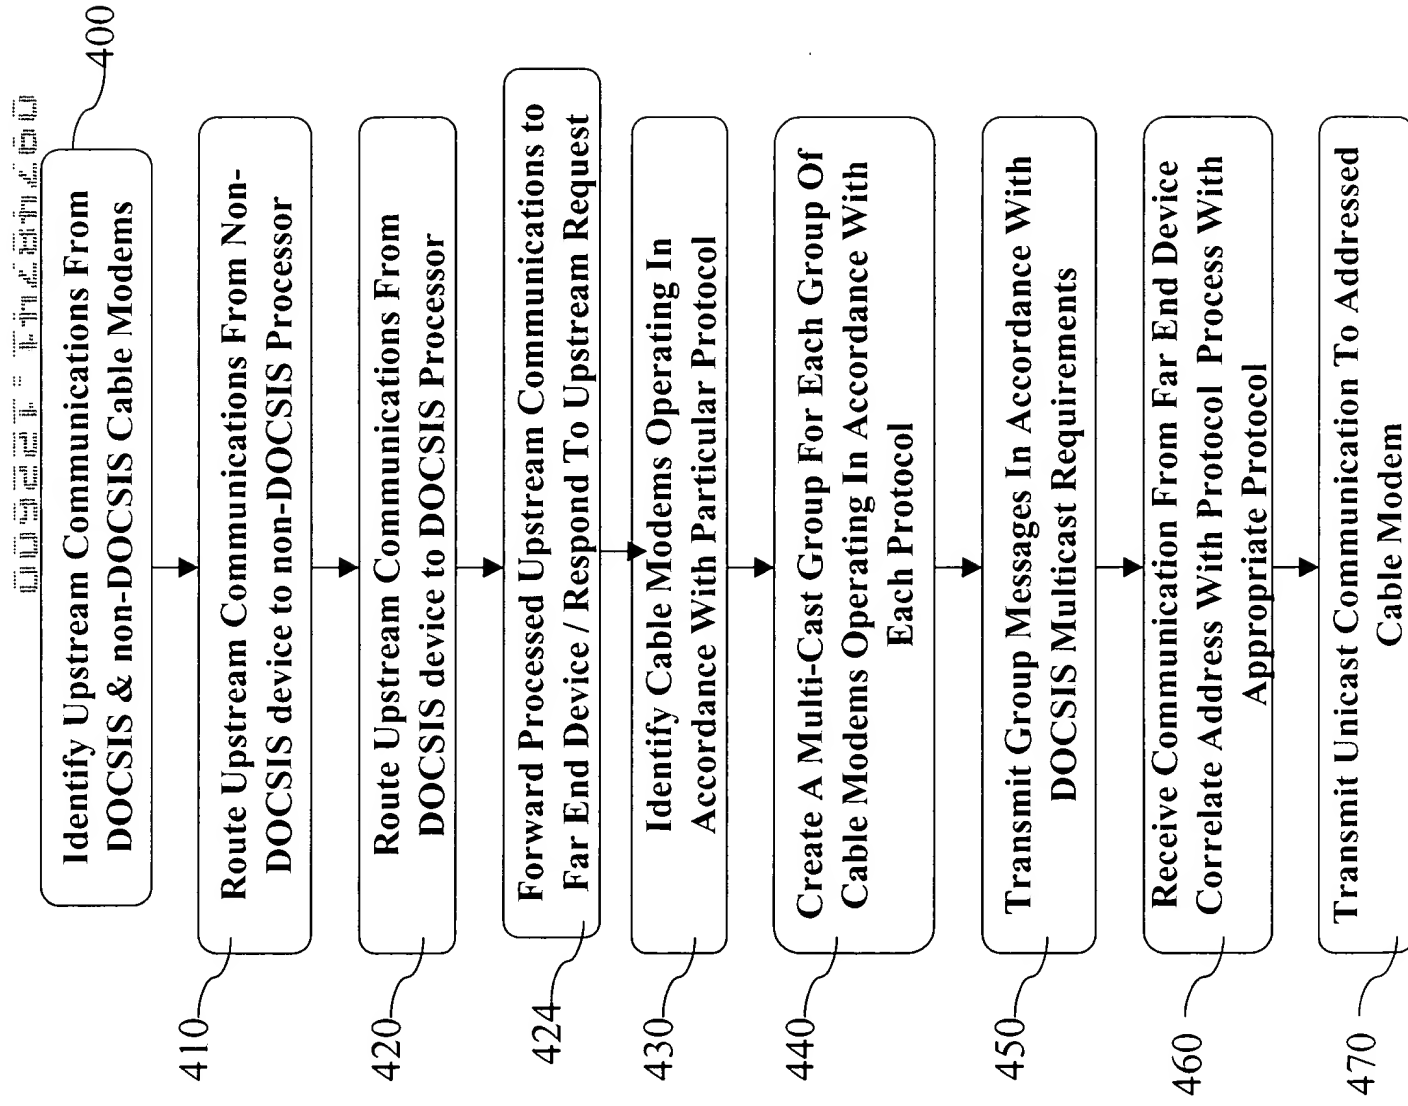 400
Identify Upstream Communications From
DOCSIS & non-DOCSIS Cable Modems
410
Route Upstream Communications From Non-
DOCSIS device to non-DOCSIS Processor
420
Route Upstream Communications From
DOCSIS device to DOCSIS Processor
424
Forward Processed Upstream Communications to
Far End Device / Respond To Upstream Request
430
Identify Cable Modems Operating In
Accordance With Particular Protocol
440
Create A Multi-Cast Group For Each Group Of
Cable Modems Operating In Accordance With
Each Protocol
450
Transmit Group Messages In Accordance With
DOCSIS Multicast Requirements
460
Receive Communication From Far End Device
Correlate Address With Protocol Process With
Appropriate Protocol
470
Transmit Unicast Communication To Addressed
Cable Modem